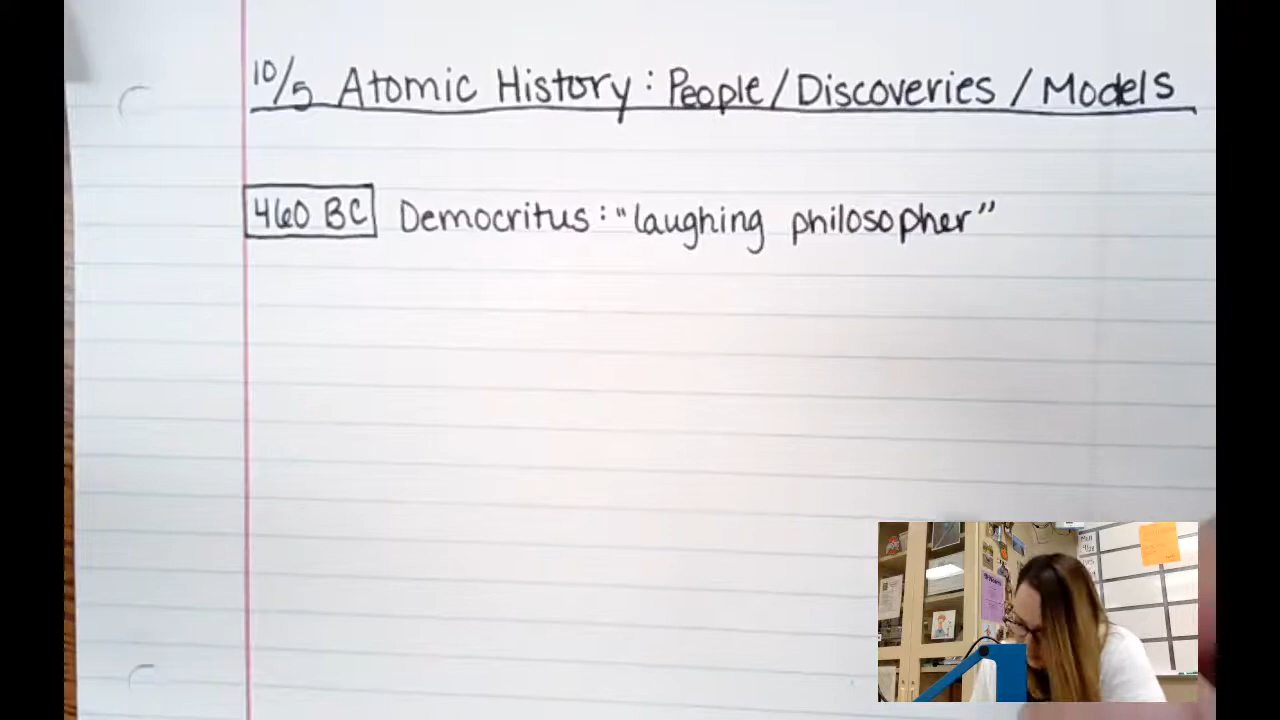 10/5 Atomic History: People/Discoveries/Models
460 BC Democritus: "laughing philosopher"